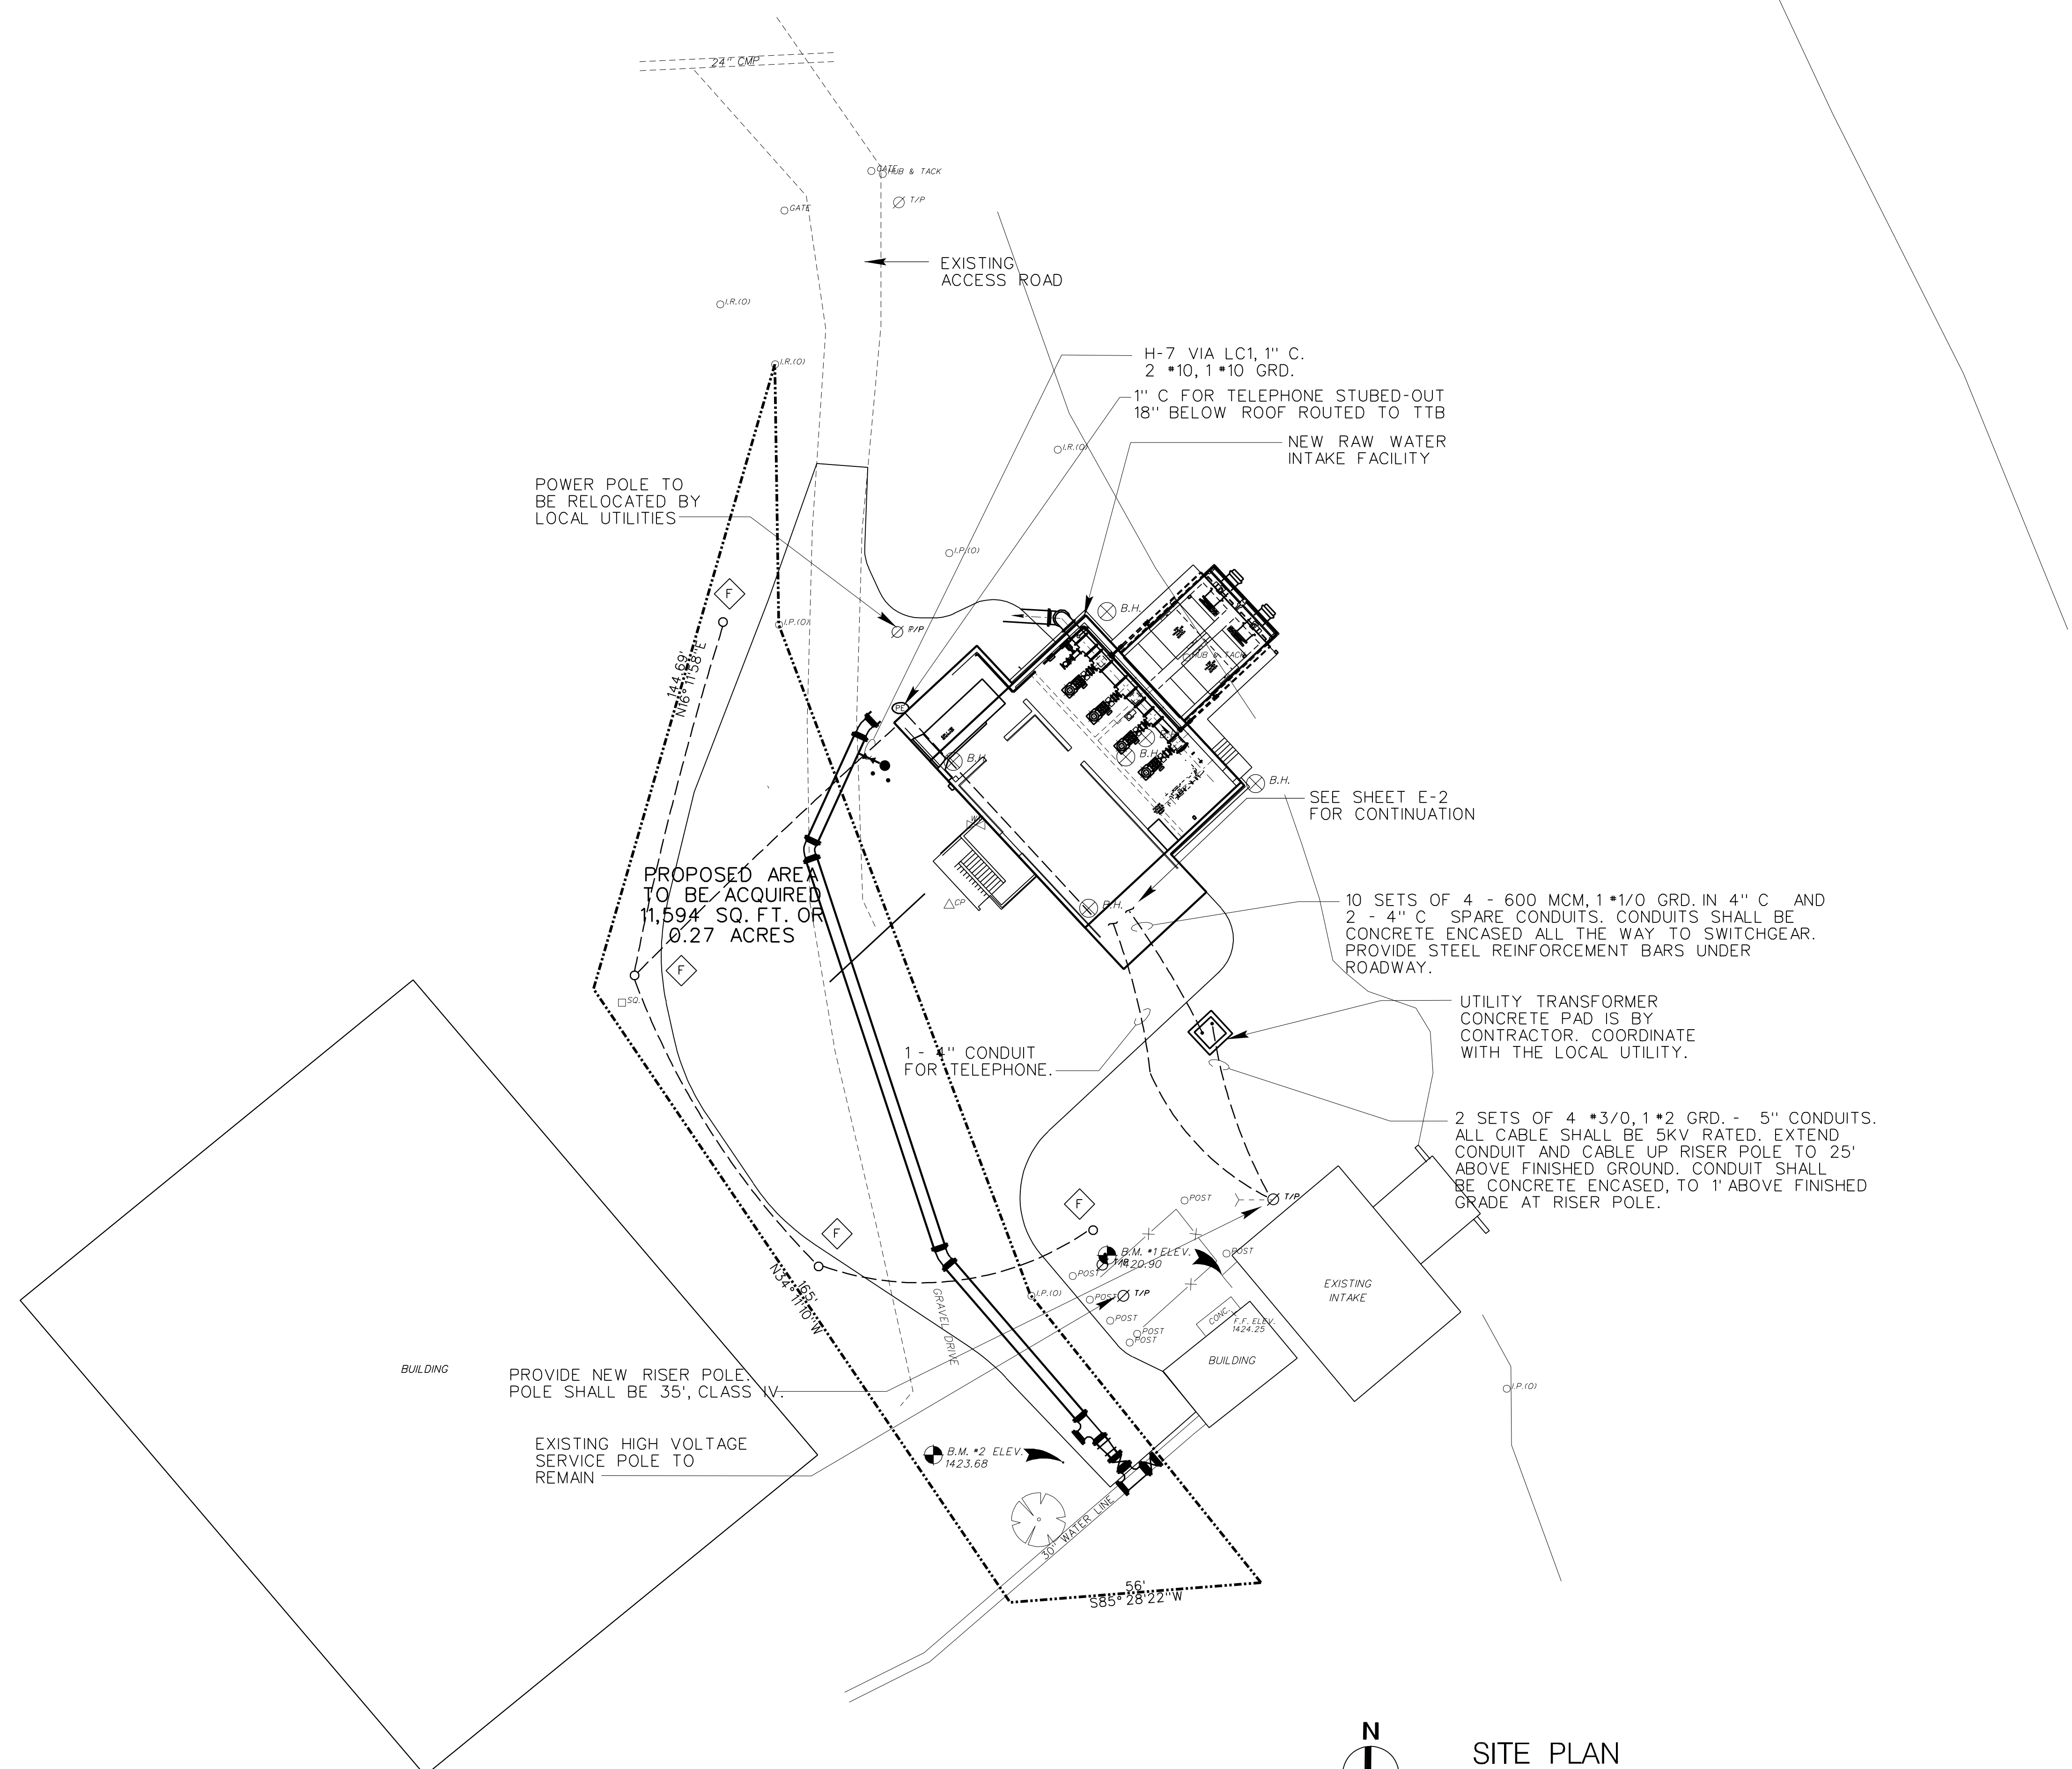 24" CMP
GATE
HUB & TACK
T/P
GATE
EXISTING
ACCESS ROAD
I.R.(O)
H-7 VIA LC1, 1" C.
2 #10, 1 #10 GRD.
I.R.(O)
1" C FOR TELEPHONE STUBED-OUT
18" BELOW ROOF ROUTED TO TTB
NEW RAW WATER
INTAKE FACILITY
I.R.(O)
POWER POLE TO
BE RELOCATED BY
LOCAL UTILITIES
I.P.(O)
F
B.H.
I.P.(O)
T/P
HUB & TACK
144.69'
N16°11'58"E
PE
B.H.
B.H.
B.H.
B.H.
SEE SHEET E-2
FOR CONTINUATION
PROPOSED AREA
TO BE ACQUIRED
11,594 SQ. FT. OR
0.27 ACRES
CP
B.H.
10 SETS OF 4 - 600 MCM, 1 #1/0 GRD. IN 4" C AND
2 - 4" C SPARE CONDUITS. CONDUITS SHALL BE
CONCRETE ENCASED ALL THE WAY TO SWITCHGEAR.
PROVIDE STEEL REINFORCEMENT BARS UNDER
ROADWAY.
F
SQ.
UTILITY TRANSFORMER
CONCRETE PAD IS BY
CONTRACTOR. COORDINATE
WITH THE LOCAL UTILITY.
1 - 4" CONDUIT
FOR TELEPHONE.
2 SETS OF 4 #3/0, 1 #2 GRD. - 5" CONDUITS.
ALL CABLE SHALL BE 5KV RATED. EXTEND
CONDUIT AND CABLE UP RISER POLE TO 25'
ABOVE FINISHED GROUND. CONDUIT SHALL
BE CONCRETE ENCASED, TO 1' ABOVE FINISHED
GRADE AT RISER POLE.
POST
T/P
F
F
B.M. #1 ELEV.
1420.90
T/P
POST
POST
EXISTING
INTAKE
165'
N34°11'10"W
I.P.(O)
POST
T/P
GRAVEL DRIVE
POST
CONC.
F.F. ELEV.
1424.25
POST
POST
BUILDING
BUILDING
PROVIDE NEW RISER POLE.
POLE SHALL BE 35', CLASS IV.
I.P.(O)
EXISTING HIGH VOLTAGE
SERVICE POLE TO
REMAIN
B.M. #2 ELEV.
1423.68
30" WATER LINE
56'
S85°28'22"W
N
SITE PLAN